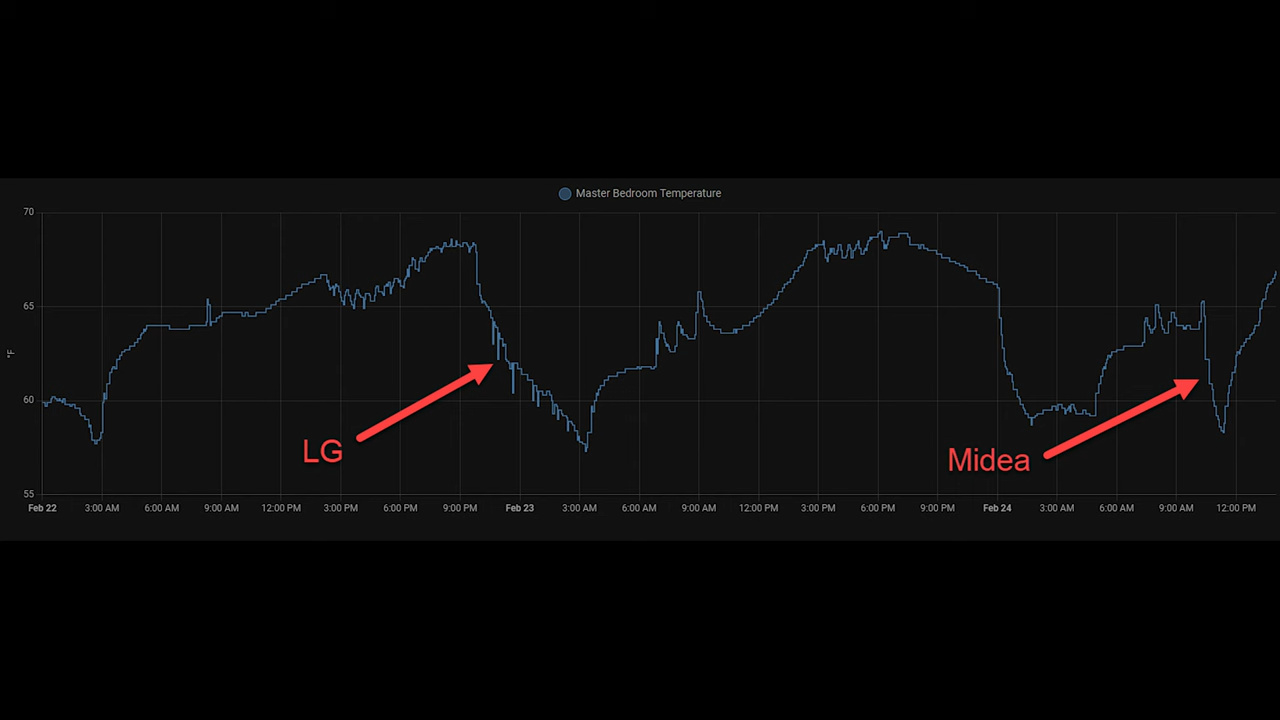 Master Bedroom Temperature
70
65
60
55
°F
LG
Midea
Feb 22 3:00 AM 6:00 AM 9:00 AM 12:00 PM 3:00 PM 6:00 PM 9:00 PM Feb 23 3:00 AM 6:00 AM 9:00 AM 12:00 PM 3:00 PM 6:00 PM 9:00 PM Feb 24 3:00 AM 6:00 AM 9:00 AM 12:00 PM